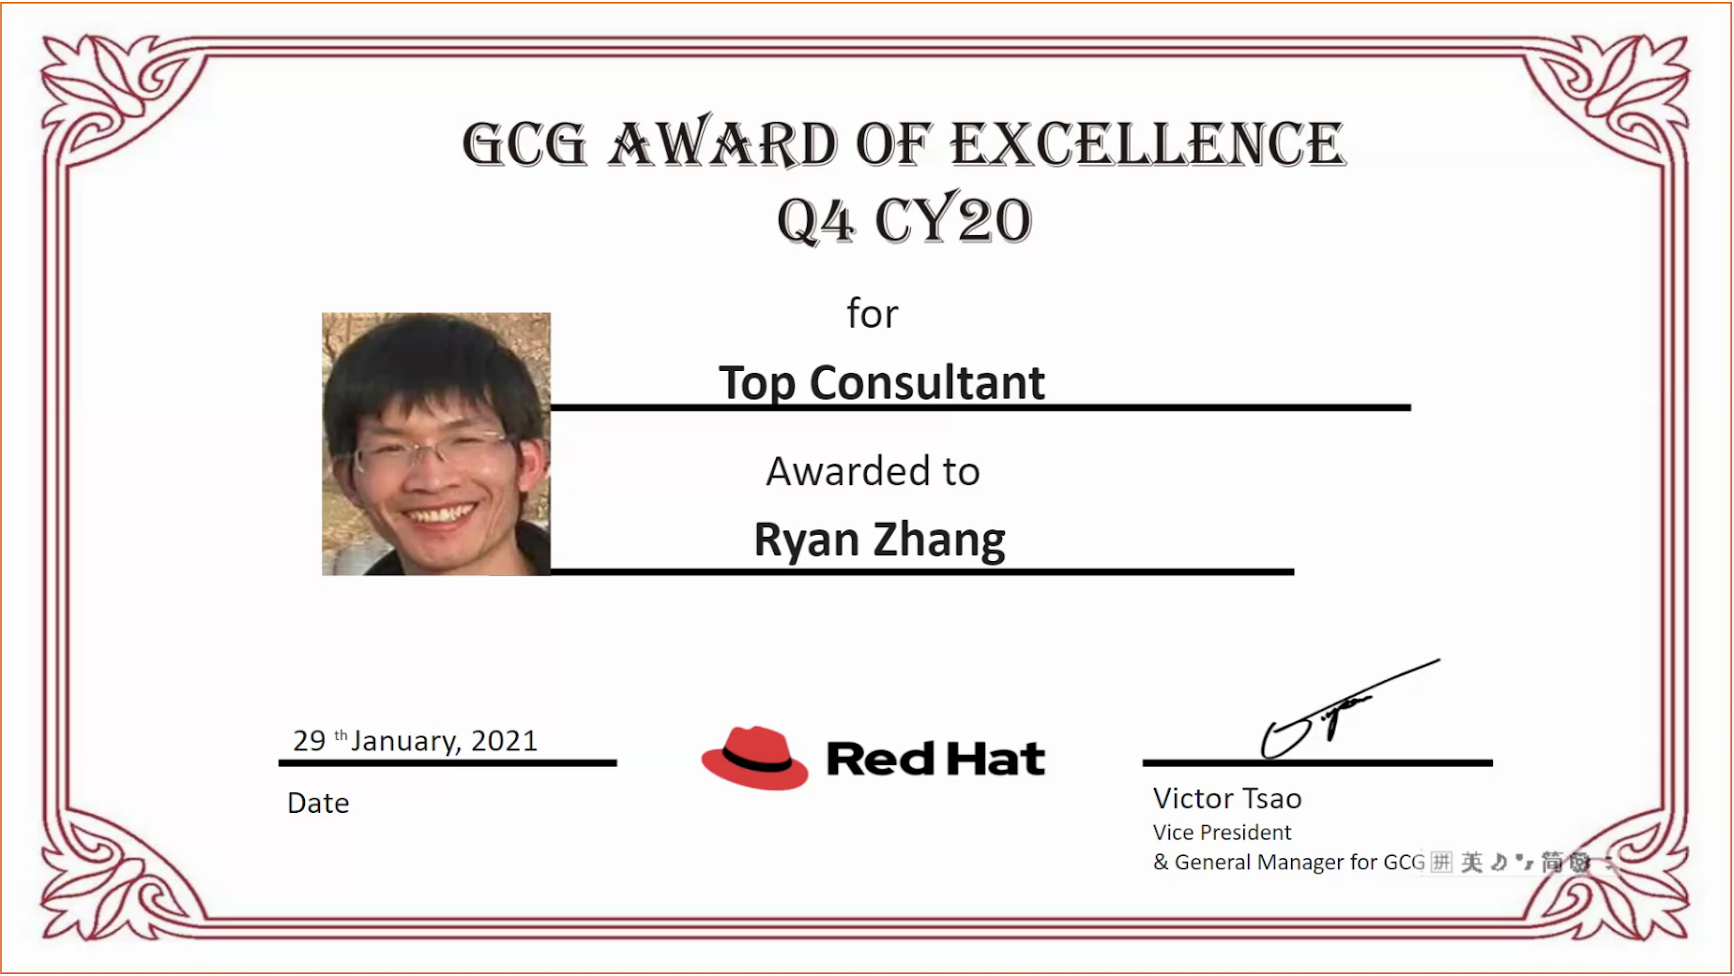 GCG AWARD OF EXCELLENCE
Q4 CY20
for
Top Consultant
Awarded to
Ryan Zhang
29 th January, 2021
Date
Red Hat
Victor Tsao
Vice President
& General Manager for GCG
拼 英 简